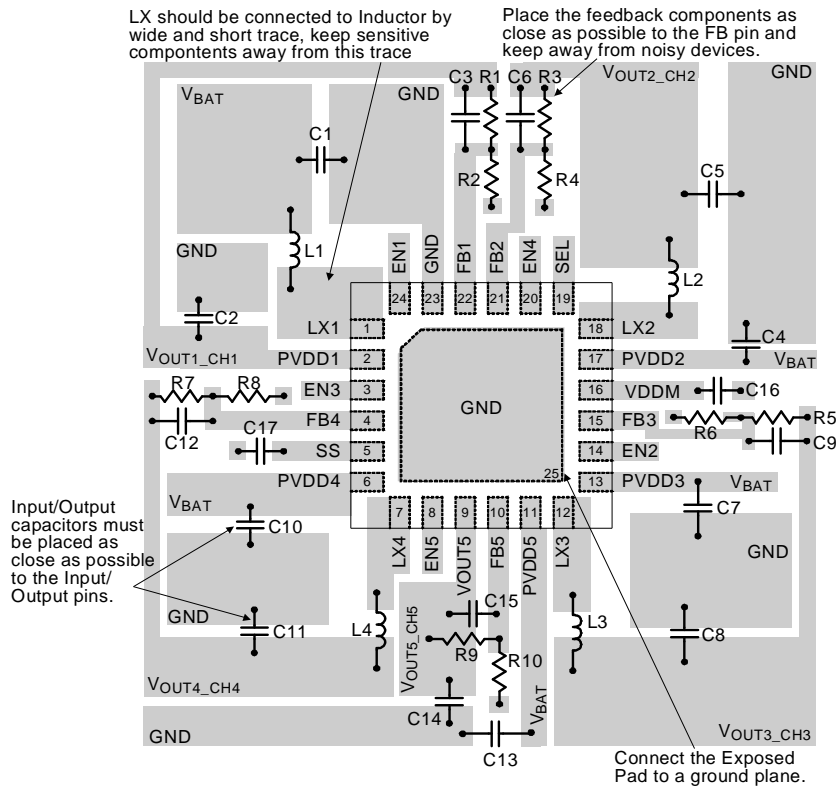 LX should be connected to Inductor by
wide and short trace, keep sensitive
compontents away from this trace
Place the feedback components as
close as possible to the FB pin and
keep away from noisy devices.
VBAT
GND
C3
R1
C6
R3
VOUT2_CH2
GND
C1
R2
R4
C5
GND
L1
L2
EN1
GND
FB1
FB2
EN4
SEL
24
23
22
21
20
19
C2
C4
LX1
1
18
LX2
VOUT1_CH1
PVDD1
2
17
PVDD2
VBAT
R7
R8
EN3
3
GND
16
VDDM
C16
C12
FB4
4
15
FB3
R6
R5
C9
C17
SS
5
14
EN2
PVDD4
6
25
13
PVDD3
VBAT
VBAT
7
8
9
10
11
12
LX4
EN5
VOUT5
FB5
PVDD5
LX3
Input/Output
capacitors must
be placed as
close as possible
to the Input/
Output pins.
C10
C7
GND
GND
C11
L4
C15
R9
R10
L3
C8
VOUT5_CH5
VOUT4_CH4
C14
VBAT
GND
C13
VOUT3_CH3
Connect the Exposed
Pad to a ground plane.